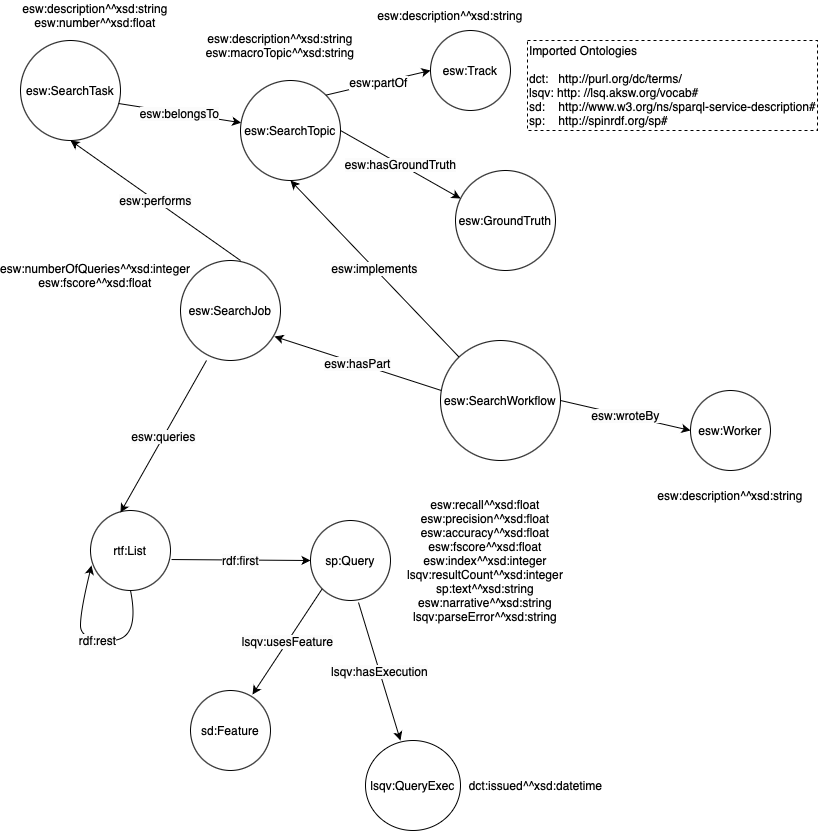 esw:description^^xsd:string
esw:number^^xsd:float
esw:description^^xsd:string
esw:description^^xsd:string
esw:macroTopic^^xsd:string
Imported Ontologies
dct: http://purl.org/dc/terms/
lsqv: http: //lsq.aksw.org/vocab#
sd: http://www.w3.org/ns/sparql-service-description#
sp: http://spinrdf.org/sp#
esw:SearchTask
esw:belongsTo
esw:SearchTopic
esw:partOf
esw:Track
esw:hasGroundTruth
esw:GroundTruth
esw:performs
esw:implements
esw:numberOfQueries^^xsd:integer
esw:fscore^^xsd:float
esw:SearchJob
esw:hasPart
esw:SearchWorkflow
esw:wroteBy
esw:Worker
esw:description^^xsd:string
esw:queries
rtf:List
rdf:first
rdf:rest
sp:Query
esw:recall^^xsd:float
esw:precision^^xsd:float
esw:accuracy^^xsd:float
esw:fscore^^xsd:float
esw:index^^xsd:integer
lsqv:resultCount^^xsd:integer
sp:text^^xsd:string
esw:narrative^^xsd:string
lsqv:parseError^^xsd:string
lsqv:usesFeature
lsqv:hasExecution
sd:Feature
lsqv:QueryExec
dct:issued^^xsd:datetime